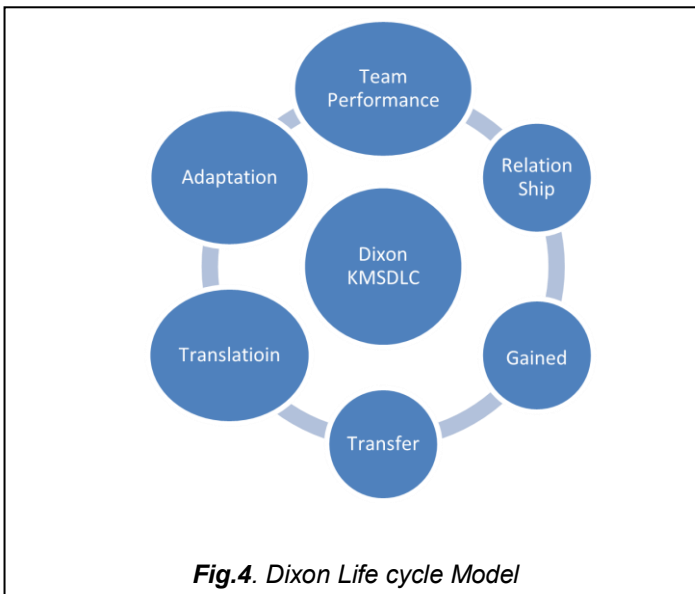 Team
Performance
Relation
Ship
Gained
Transfer
Translatioin
Adaptation
Dixon
KMSDLC
Fig.4. Dixon Life cycle Model